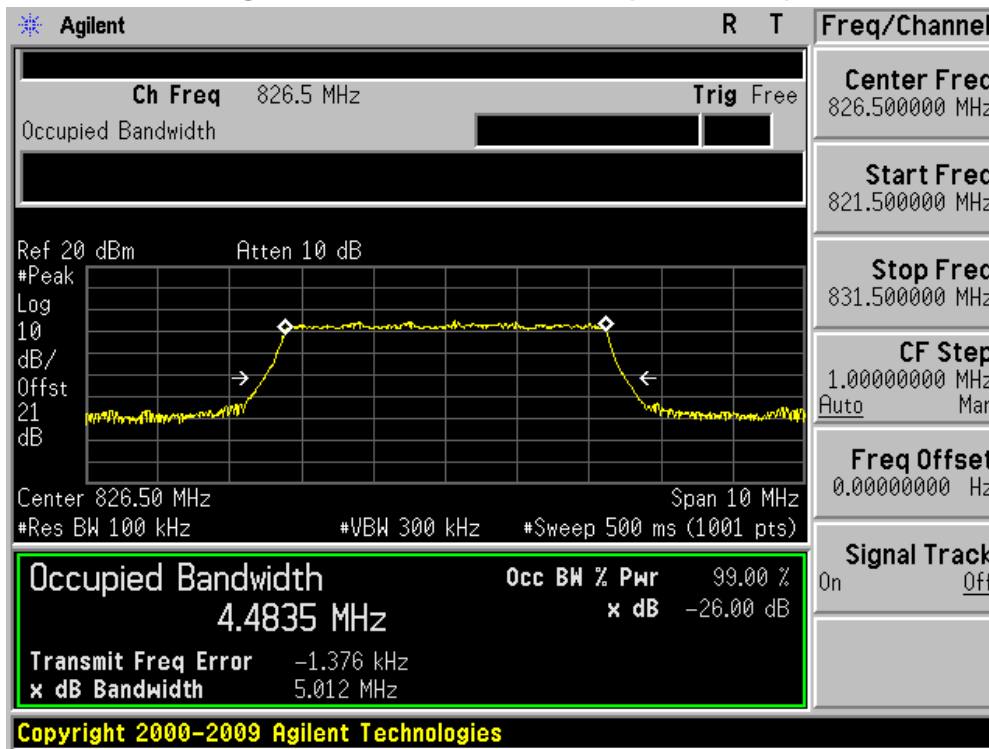 Agilent R T Freq/Channel
Ch Freq 826.5 MHz Trig Free
Occupied Bandwidth
Center Freq
826.500000 MHz
Start Freq
821.500000 MHz
Stop Freq
831.500000 MHz
CF Step
1.00000000 MHz
Auto Man
Freq Offset
0.00000000 Hz
Signal Track
On Off
Ref 20 dBm Atten 10 dB
#Peak
Log
10
dB/
Offst
21
dB
Center 826.50 MHz Span 10 MHz
#Res BW 100 kHz #VBW 300 kHz #Sweep 500 ms (1001 pts)
Occupied Bandwidth Occ BW % Pwr 99.00 %
4.4835 MHz x dB -26.00 dB
Transmit Freq Error -1.376 kHz
x dB Bandwidth 5.012 MHz
Copyright 2000-2009 Agilent Technologies